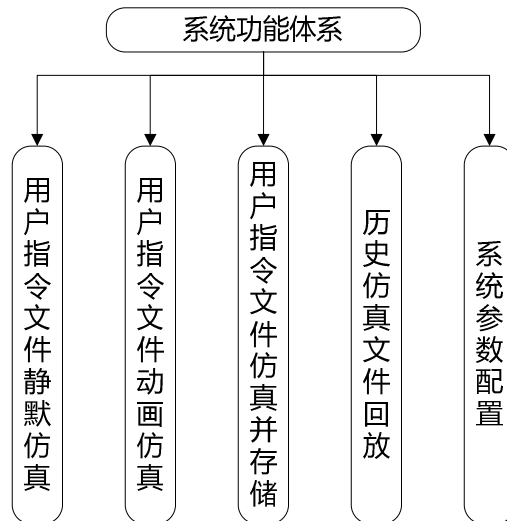 系统功能体系
用户指令文件静默仿真
用户指令文件动画仿真
用户指令文件仿真并存储
历史仿真文件回放
系统参数配置